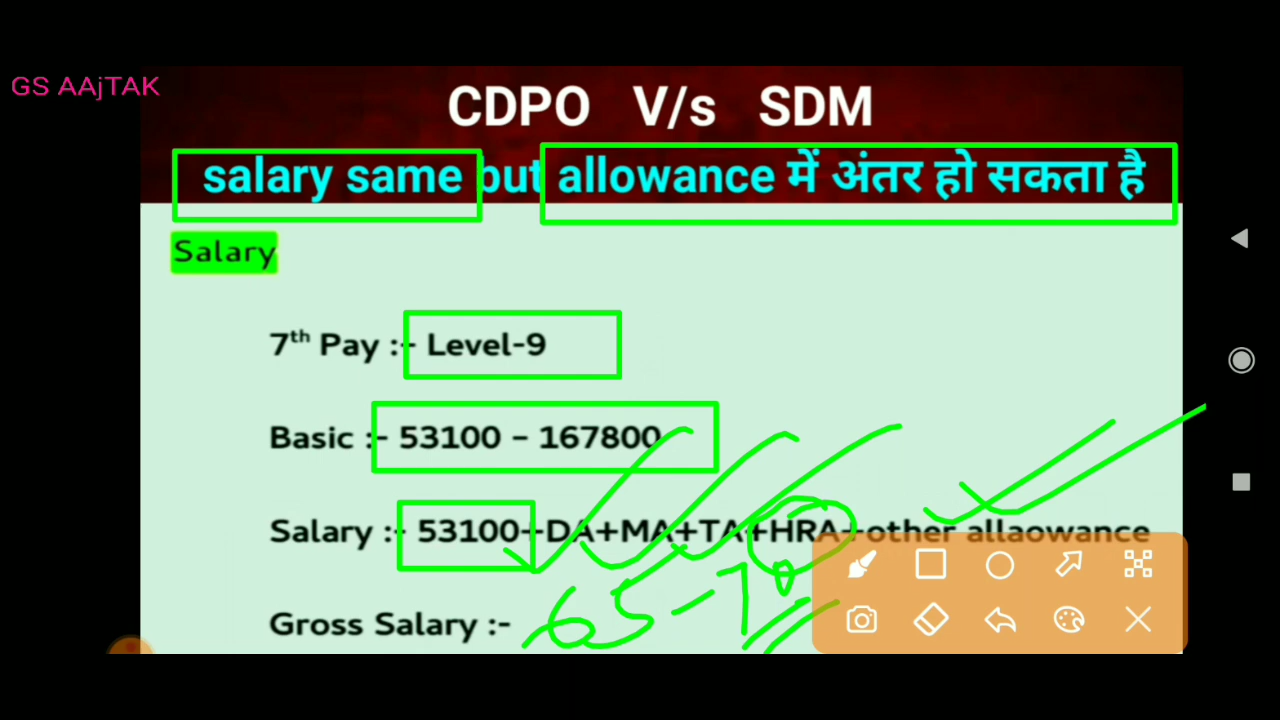 GS AAjTAK
CDPO V/s SDM
salary same but allowance में अंतर हो सकता है
Salary
7th Pay :- Level-9
Basic :- 53100 - 167800
Salary :- 53100+DA+MA+TA+HRA+other allaowance
Gross Salary :- 65-70